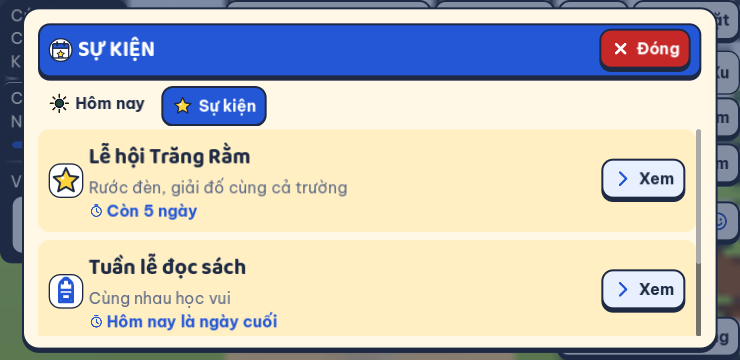 SỰ KIỆN
Đóng
Hôm nay
Sự kiện
Lễ hội Trăng Rằm
Rước đèn, giải đố cùng cả trường
Còn 5 ngày
Xem
Tuần lễ đọc sách
Cùng nhau học vui
Hôm nay là ngày cuối
Xem